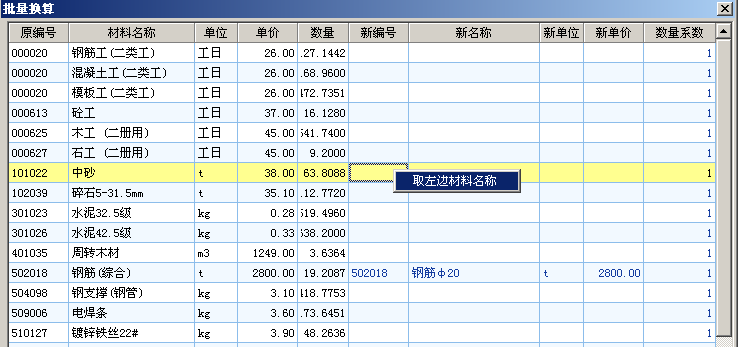 批量换算
原编号 材料名称 单位 单价 数量 新编号 新名称 新单位 新单价 数量系数
000020 钢筋工(二类工) 工日 26.00 .27.1442 1
000020 混凝土工(二类工) 工日 26.00 .68.9600 1
000020 模板工(二类工) 工日 26.00 472.7351 1
000613 砼工 工日 37.00 16.1280 1
000625 木工 (二册用) 工日 45.00 541.7400 1
000627 石工 (二册用) 工日 45.00 9.2000 1
101022 中砂 t 38.00 63.8088 1
取左边材料名称
102039 碎石5-31.5mm t 35.10 .12.7720 1
301023 水泥32.5级 kg 0.28 519.4960 1
301026 水泥42.5级 kg 0.33 538.2000 1
401035 周转木材 m3 1249.00 3.6364 1
502018 钢筋(综合) t 2800.00 19.2087 502018 钢筋φ20 t 2800.00 1
504098 钢支撑(钢管) kg 3.10 418.7753 1
509006 电焊条 kg 3.60 .73.6451 1
510127 镀锌铁丝22# kg 3.90 48.2636 1